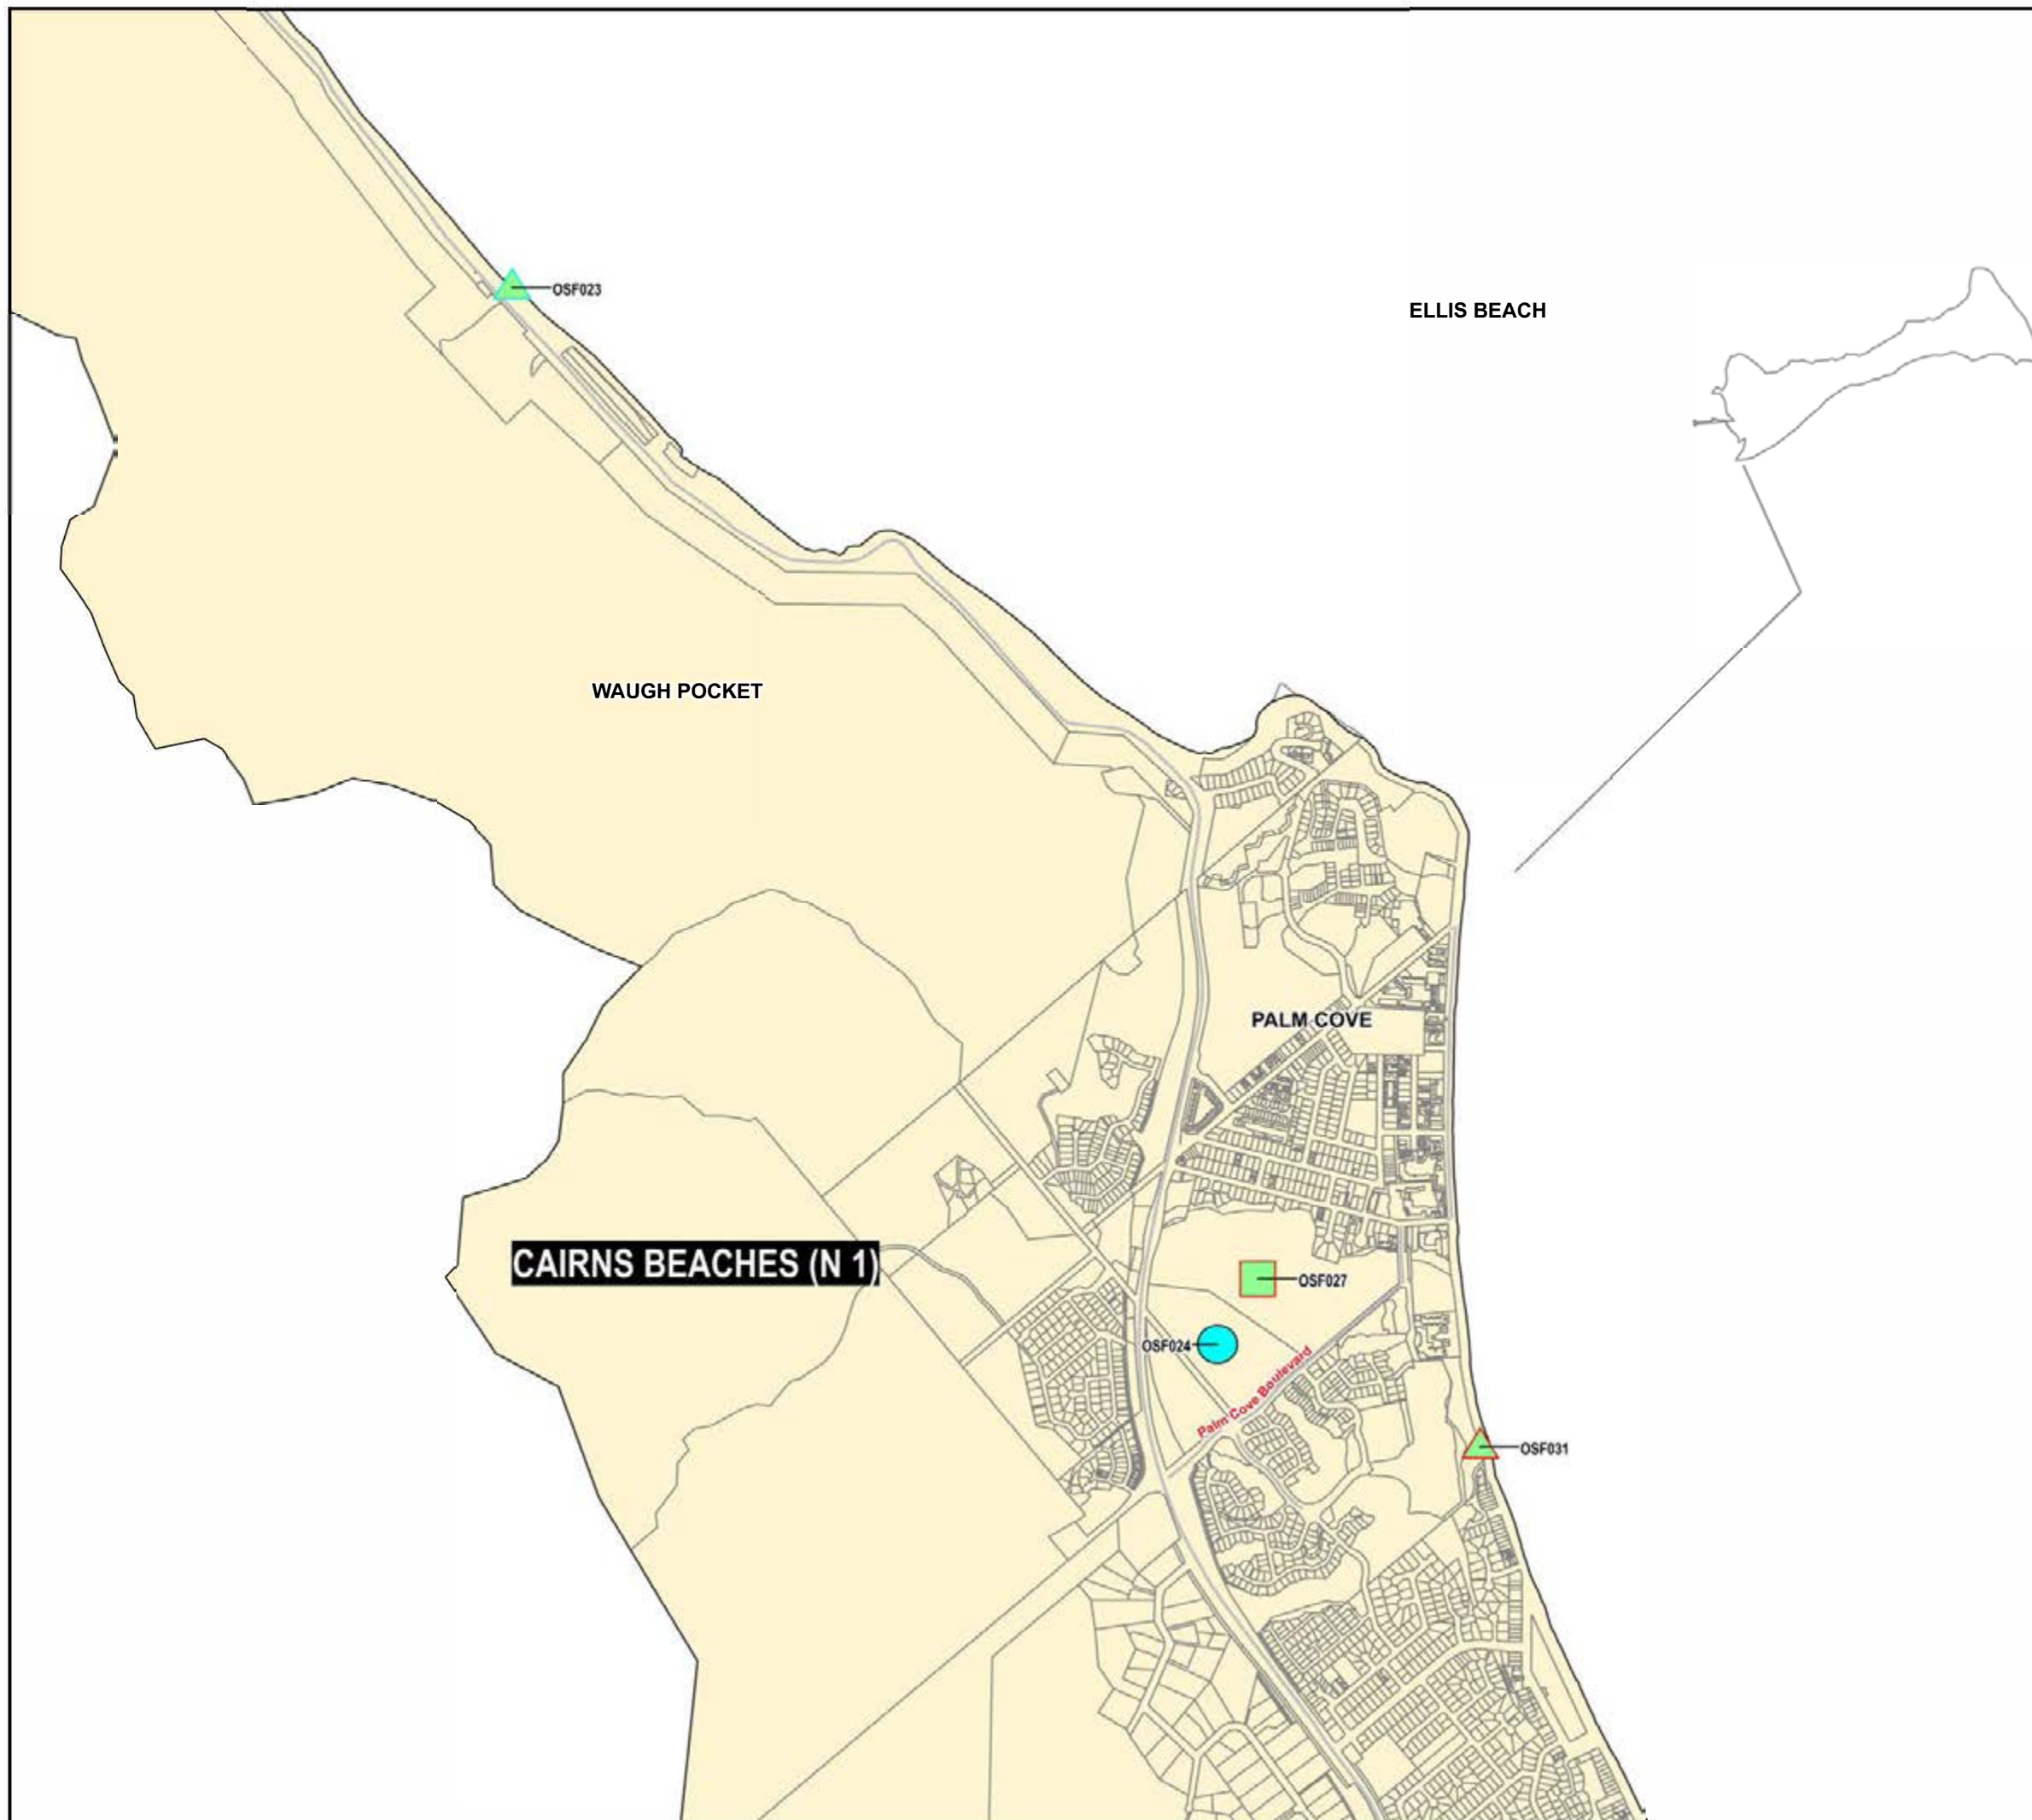 OSF023
ELLIS BEACH
WAUGH POCKET
PALM COVE
CAIRNS BEACHES (N 1)
OSF027
OSF024
Palm Cove Boulevard
OSF031